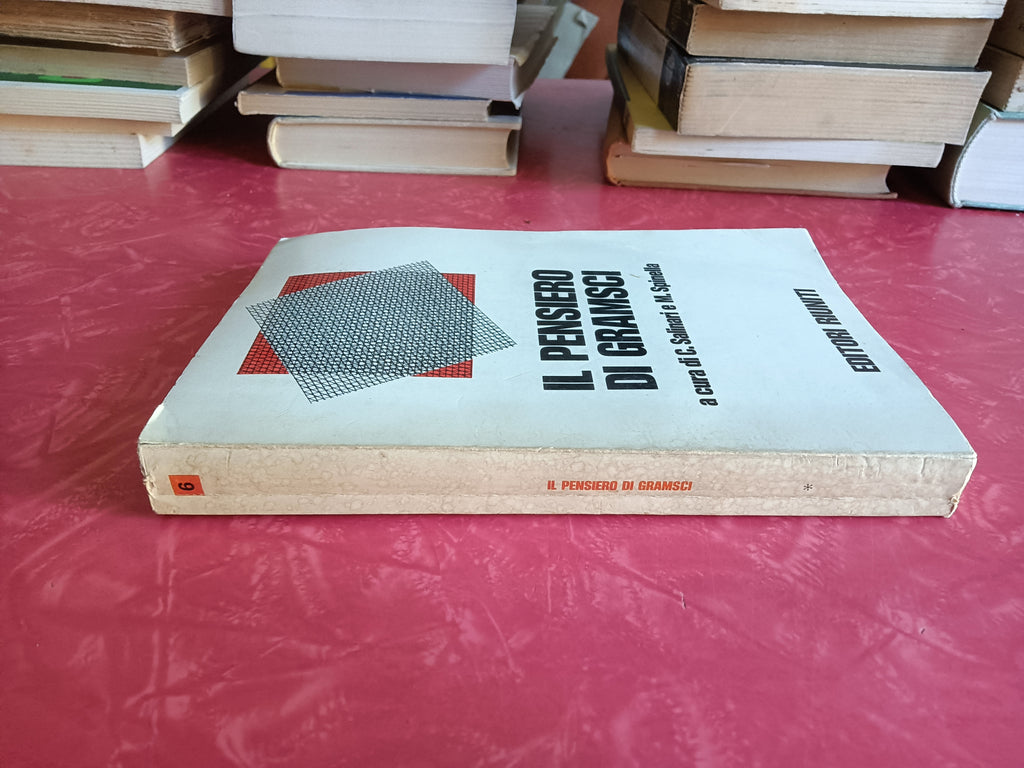 IL PENSIERO
DI GRAMSCI
a cura di C. Salinari e M. Spinella
EDITORI RIUNITI
6
IL PENSIERO DI GRAMSCI
*